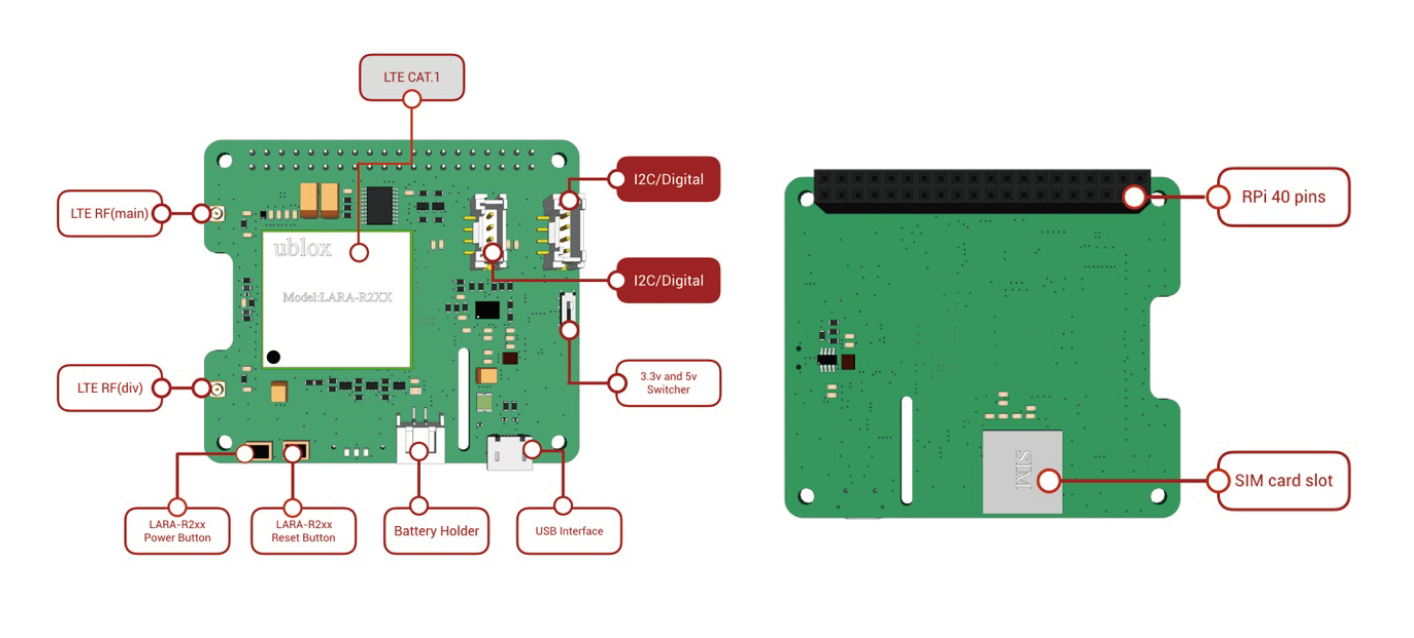 LTE CAT.1
I2C/Digital
LTE RF(main)
RPi 40 pins
ublox
Model:LARA-R2XX
I2C/Digital
LTE RF(div)
3.3v and 5v
Switcher
SIM
SIM card slot
LARA-R2xx
Power Button
LARA-R2xx
Reset Button
Battery Holder
USB Interface